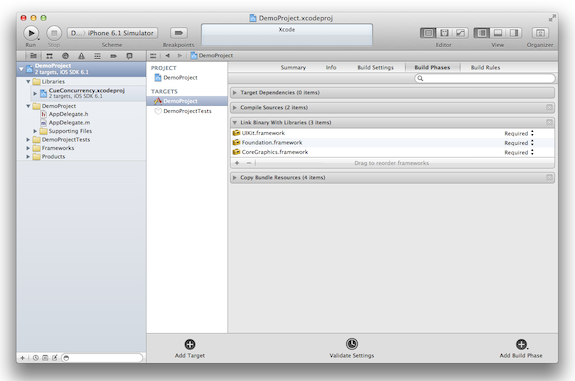 DemoProject.xcodeproj
D...) iPhone 6.1 Simulator
Xcode
Run Stop Scheme Breakpoints Editor View Organizer
DemoProject
2 targets, iOS SDK 6.1
Libraries
CueConcurrency.xcodeproj
2 targets, iOS SDK 6.1
DemoProject
AppDelegate.h
AppDelegate.m
Supporting Files
DemoProjectTests
Frameworks
Products
DemoProject
PROJECT
DemoProject
TARGETS
DemoProject
DemoProjectTests
Summary Info Build Settings Build Phases Build Rules
Target Dependencies (0 items)
Compile Sources (2 items)
Link Binary With Libraries (3 items)
UIKit.framework Required
Foundation.framework Required
CoreGraphics.framework Required
Drag to reorder frameworks
Copy Bundle Resources (4 items)
Add Target Validate Settings Add Build Phase